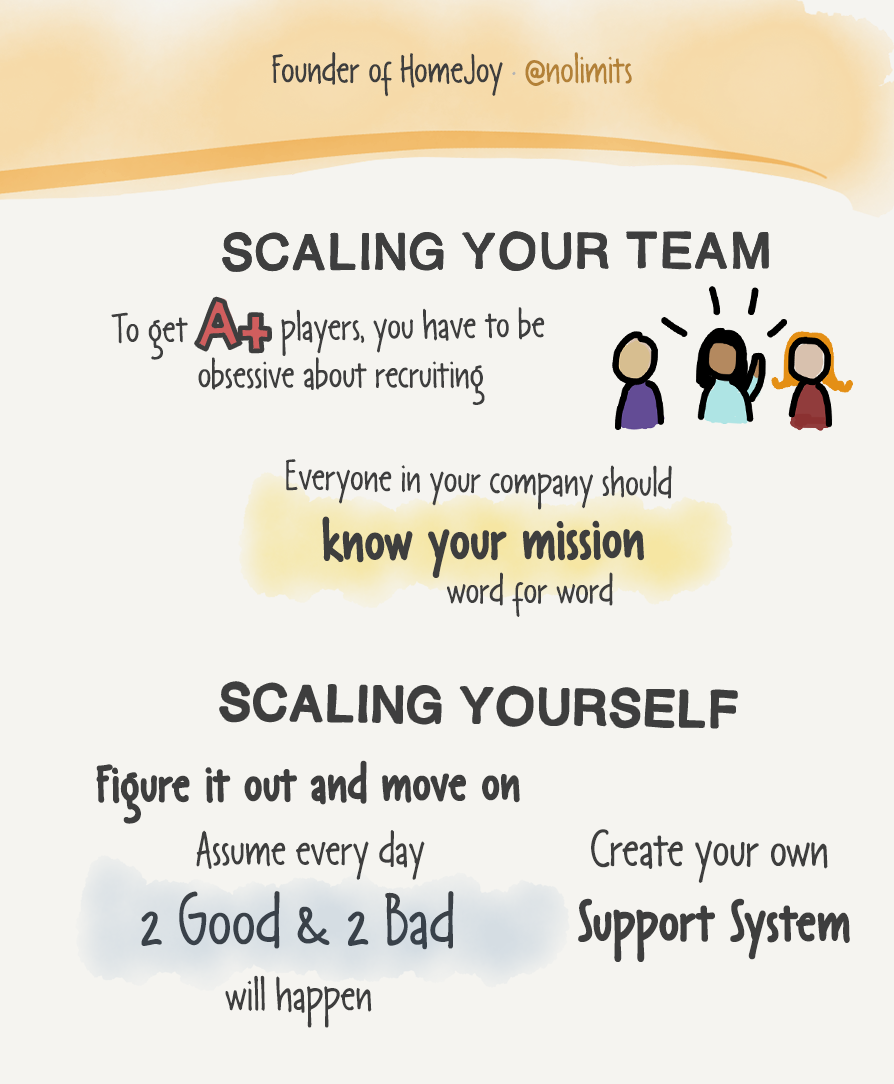 Founder of HomeJoy · @nolimits
SCALING YOUR TEAM
To get A+ players, you have to be
obsessive about recruiting
Everyone in your company should
know your mission
word for word
SCALING YOURSELF
Figure it out and move on
Assume every day
2 Good & 2 Bad
will happen
Create your own
Support System